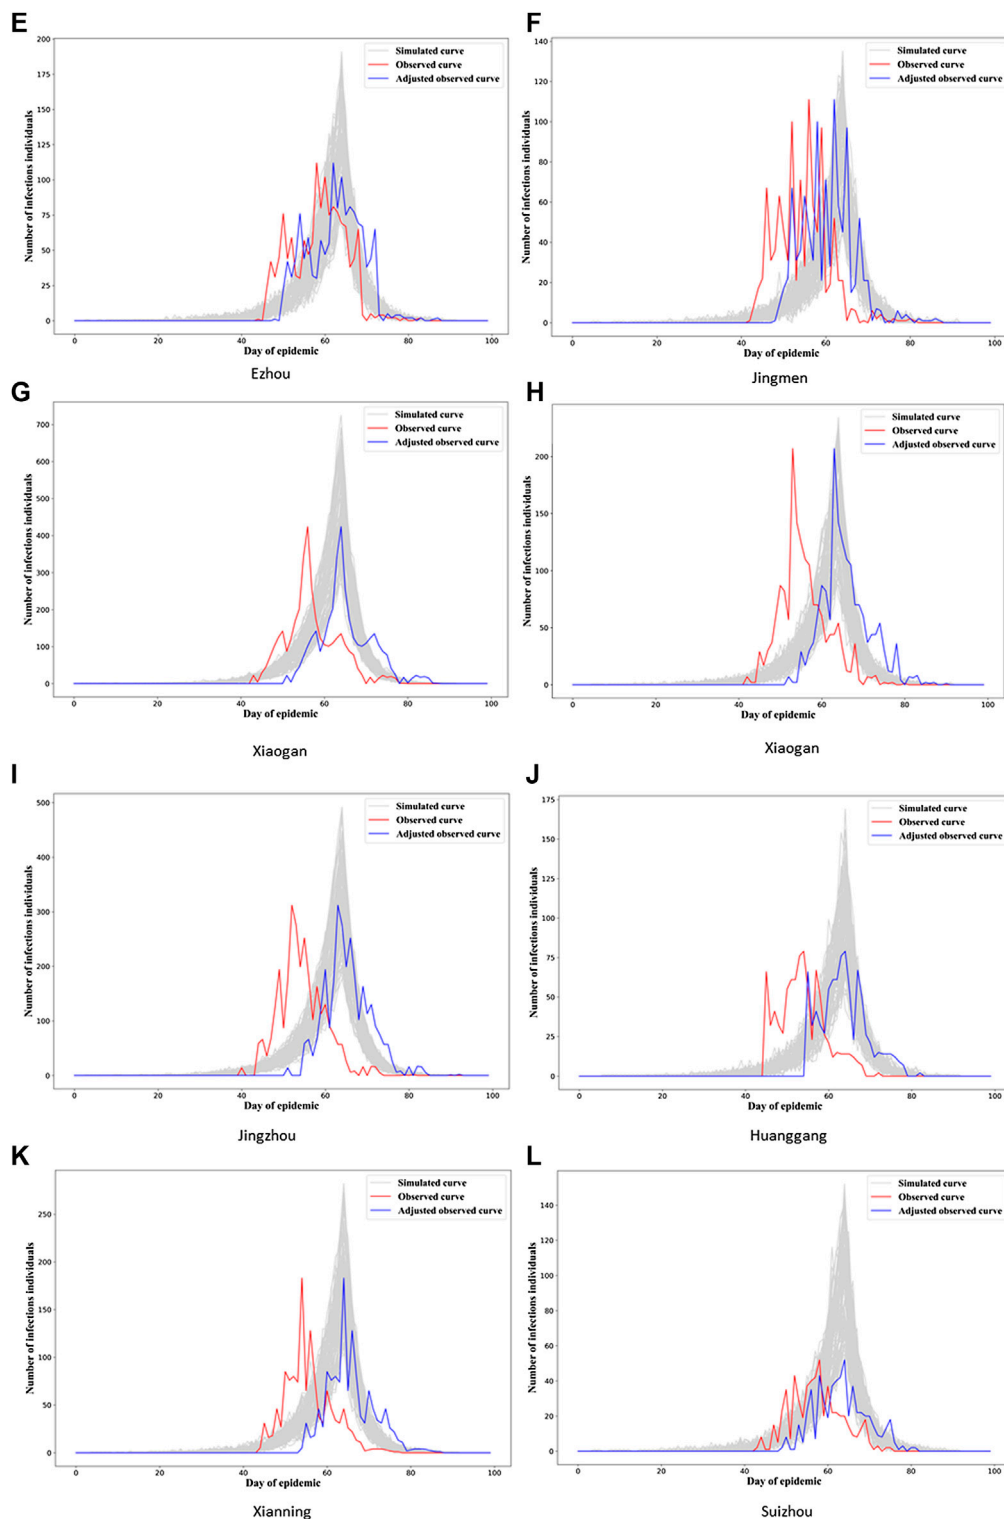 E
Simulated curve
Observed curve
Adjusted observed curve
Number of infections individuals
200
175
150
125
100
75
50
25
0
0 20 40 60 80 100
Day of epidemic
Ezhou
F
Simulated curve
Observed curve
Adjusted observed curve
Number of infections individuals
140
120
100
80
60
40
20
0
0 20 40 60 80 100
Day of epidemic
Jingmen
G
Simulated curve
Observed curve
Adjusted observed curve
Number of infections individuals
700
600
500
400
300
200
100
0
0 20 40 60 80 100
Day of epidemic
Xiaogan
H
Simulated curve
Observed curve
Adjusted observed curve
Number of infections individuals
200
150
100
50
0
0 20 40 60 80 100
Day of epidemic
Xiaogan
I
Simulated curve
Observed curve
Adjusted observed curve
Number of infections individuals
500
400
300
200
100
0
0 20 40 60 80 100
Day of epidemic
Jingzhou
J
Simulated curve
Observed curve
Adjusted observed curve
Number of infections individuals
175
150
125
100
75
50
25
0
0 20 40 60 80 100
Day of epidemic
Huanggang
K
Simulated curve
Observed curve
Adjusted observed curve
Number of infections individuals
250
200
150
100
50
0
0 20 40 60 80 100
Day of epidemic
Xianning
L
Simulated curve
Observed curve
Adjusted observed curve
Number of infections individuals
140
120
100
80
60
40
20
0
0 20 40 60 80 100
Day of epidemic
Suizhou